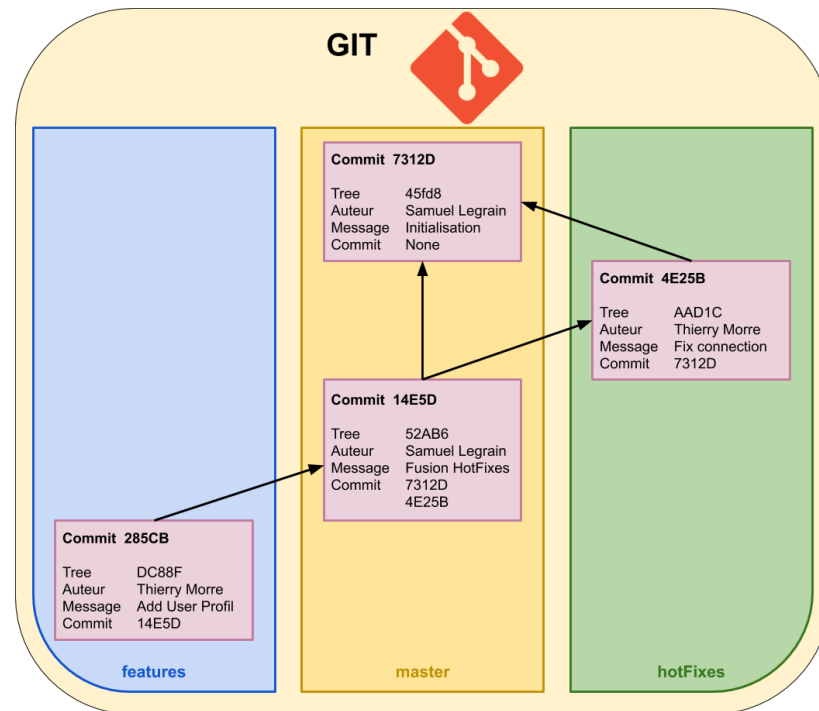 GIT
Commit 7312D
Tree 45fd8
Auteur Samuel Legrain
Message Initialisation
Commit None
Commit 4E25B
Tree AAD1C
Auteur Thierry Morre
Message Fix connection
Commit 7312D
Commit 14E5D
Tree 52AB6
Auteur Samuel Legrain
Message Fusion HotFixes
Commit 7312D
4E25B
Commit 285CB
Tree DC88F
Auteur Thierry Morre
Message Add User Profil
Commit 14E5D
features
master
hotFixes